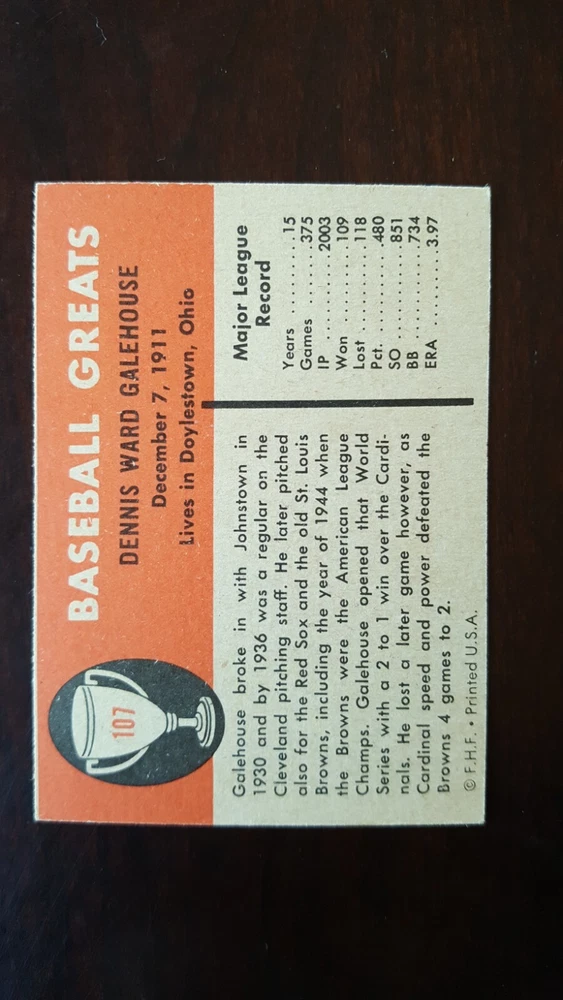 107
BASEBALL GREATS
DENNIS WARD GALEHOUSE
December 7, 1911
Lives in Doylestown, Ohio
Galehouse broke in with Johnstown in
1930 and by 1936 was a regular on the
Cleveland pitching staff. He later pitched
also for the Red Sox and the old St. Louis
Browns, including the year of 1944 when
the Browns were the American League
Champs. Galehouse opened that World
Series with a 2 to 1 win over the Cardi-
nals. He lost a later game however, as
Cardinal speed and power defeated the
Browns 4 games to 2.
© F.H.F. • Printed U.S.A.
Major League
Record
Years .......... 15
Games ....... 375
IP .......... 2003
Won .......... 109
Lost .......... 118
Pct. .......... .480
SO .......... 851
BB .......... 734
ERA .......... 3.97